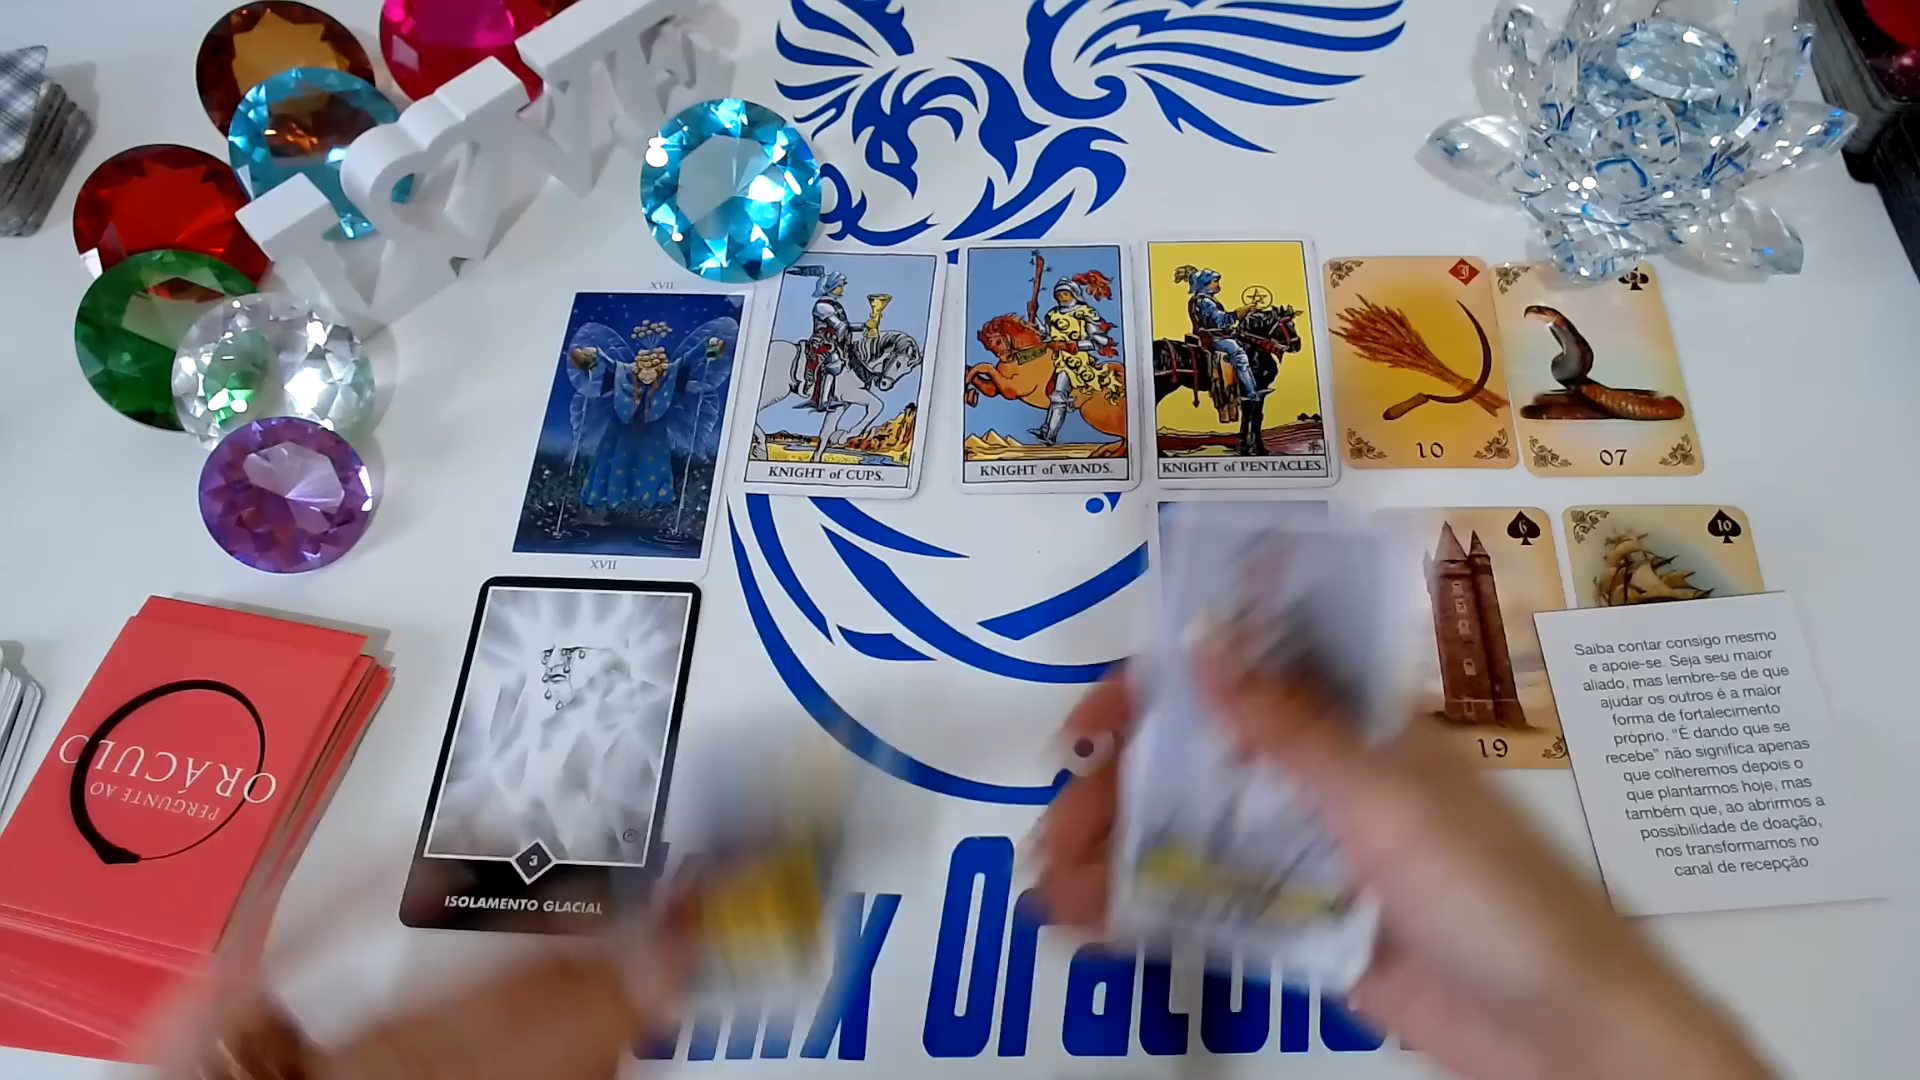 LOVE
XVII
XVII
KNIGHT of CUPS.
KNIGHT of WANDS.
KNIGHT of PENTACLES.
J
10
07
6
19
10
PERGUNTE AO
ORÁCULO
3
ISOLAMENTO GLACIAL
Saiba contar consigo mesmo
e apoie-se. Seja seu maior
aliado, mas lembre-se de que
ajudar os outros é a maior
forma de fortalecimento
próprio. "É dando que se
recebe" não significa apenas
que colheremos depois o
que plantarmos hoje, mas
também que, ao abrirmos a
possibilidade de doação,
nos transformamos no
canal de recepção.